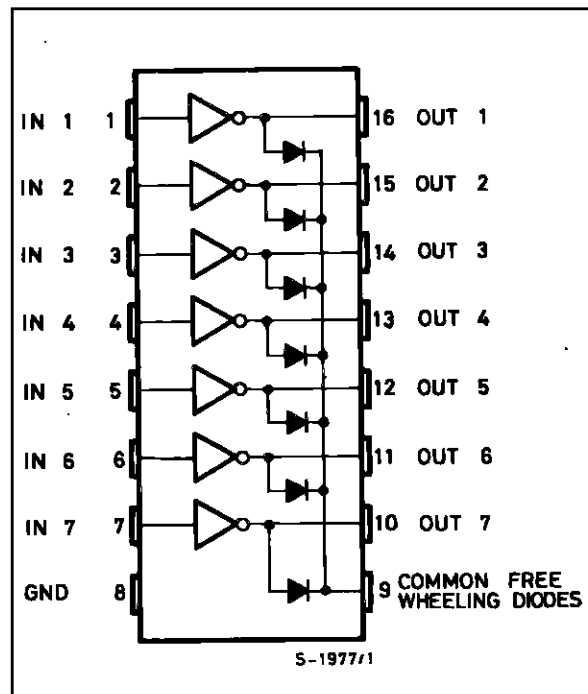 IN 1 1 16 OUT 1
IN 2 2 15 OUT 2
IN 3 3 14 OUT 3
IN 4 4 13 OUT 4
IN 5 5 12 OUT 5
IN 6 6 11 OUT 6
IN 7 7 10 OUT 7
GND 8 9 COMMON FREE
WHEELING DIODES
S-1977/1